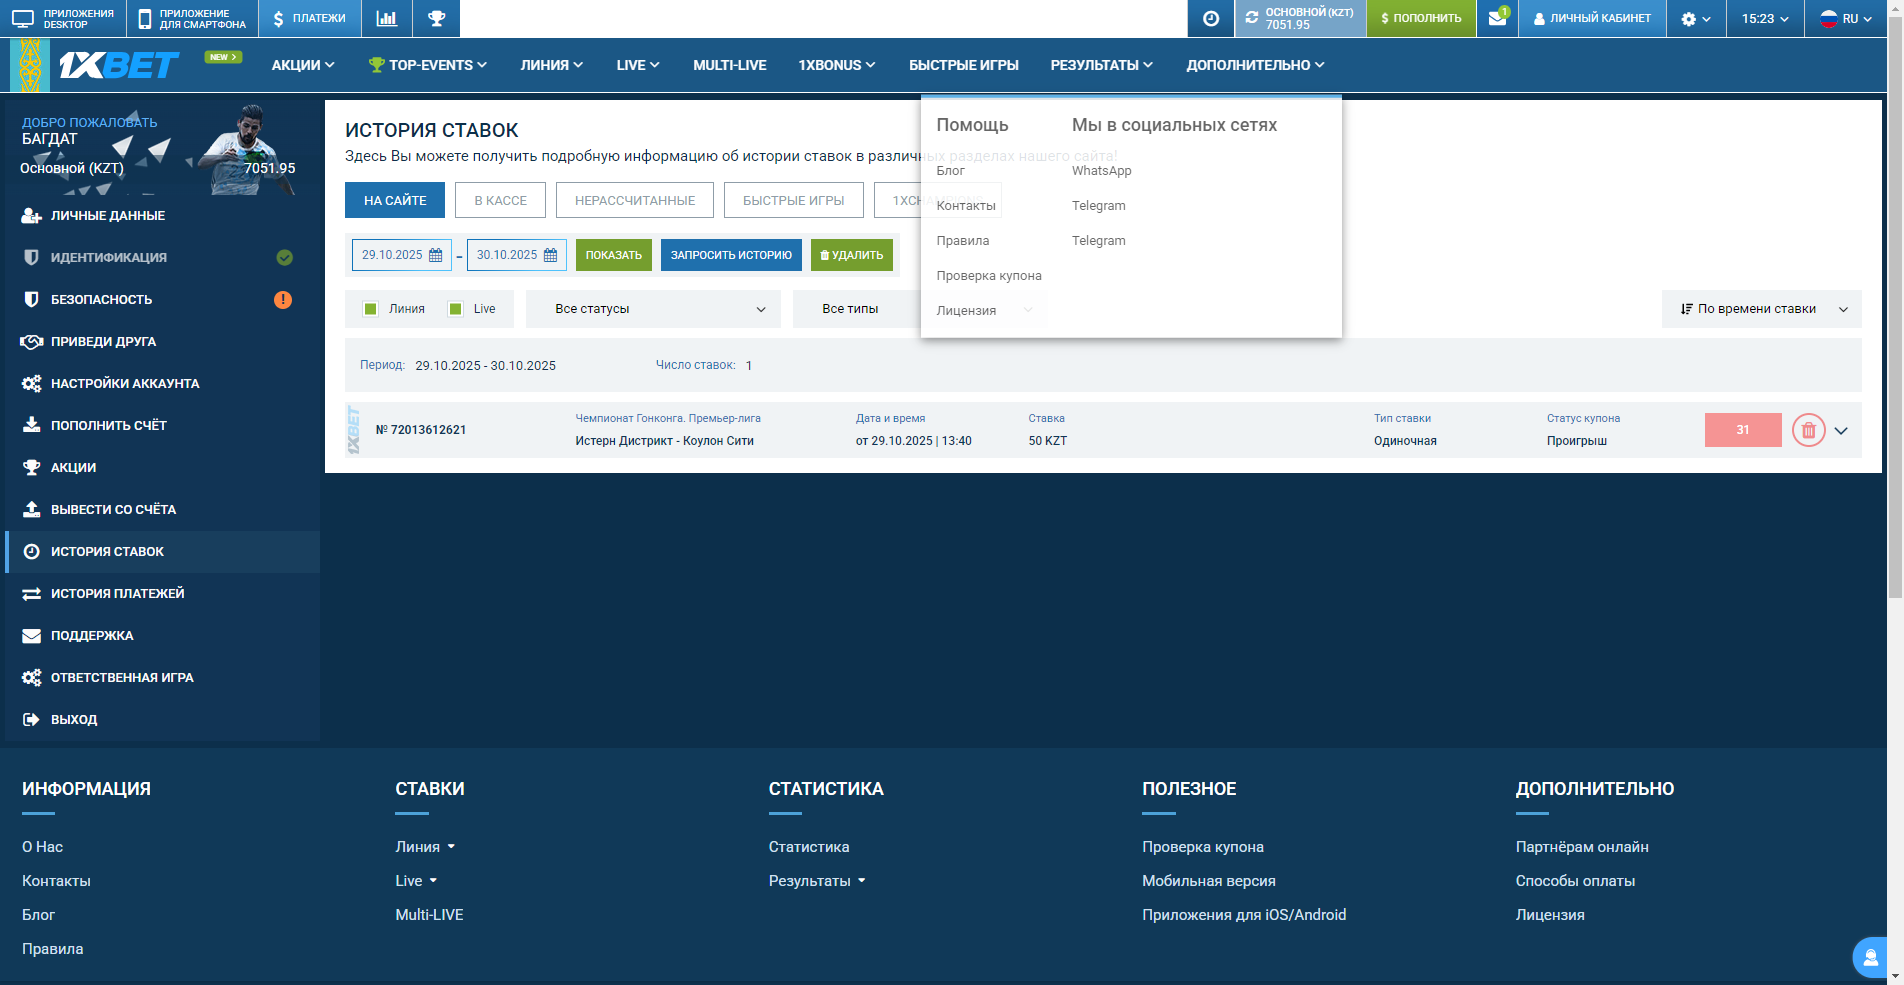 ПРИЛОЖЕНИЯ
DESKTOP
ПРИЛОЖЕНИЕ
ДЛЯ СМАРТФОНА
ПЛАТЕЖИ
ОСНОВНОЙ (KZT)
7051.95
$ ПОПОЛНИТЬ
1
ЛИЧНЫЙ КАБИНЕТ
15:23
RU
1XBET
NEW
АКЦИИ
TOP-EVENTS
ЛИНИЯ
LIVE
MULTI-LIVE
1XBONUS
БЫСТРЫЕ ИГРЫ
РЕЗУЛЬТАТЫ
ДОПОЛНИТЕЛЬНО
ДОБРО ПОЖАЛОВАТЬ
БАГДАТ
Основной (KZT)
7051.95
ЛИЧНЫЕ ДАННЫЕ
ИДЕНТИФИКАЦИЯ
БЕЗОПАСНОСТЬ
ПРИВЕДИ ДРУГА
НАСТРОЙКИ АККАУНТА
ПОПОЛНИТЬ СЧЁТ
АКЦИИ
ВЫВЕСТИ СО СЧЁТА
ИСТОРИЯ СТАВОК
ИСТОРИЯ ПЛАТЕЖЕЙ
ПОДДЕРЖКА
ОТВЕТСТВЕННАЯ ИГРА
ВЫХОД
ИСТОРИЯ СТАВОК
Здесь Вы можете получить подробную информацию об истории ставок в различных разделах нашего сайта!
НА САЙТЕ
В КАССЕ
НЕРАССЧИТАННЫЕ
БЫСТРЫЕ ИГРЫ
29.10.2025
–
30.10.2025
ПОКАЗАТЬ
ЗАПРОСИТЬ ИСТОРИЮ
УДАЛИТЬ
Линия
Live
Все статусы
Все типы
По времени ставки
Помощь
Блог
Контакты
Правила
Проверка купона
Лицензия
Мы в социальных сетях
WhatsApp
Telegram
Telegram
Период: 29.10.2025 - 30.10.2025
Число ставок: 1
1XBET
№ 72013612621
Чемпионат Гонконга. Премьер-лига
Истерн Дистрикт - Коулон Сити
Дата и время
от 29.10.2025 | 13:40
Ставка
50 KZT
Тип ставки
Одиночная
Статус купона
Проигрыш
31
ИНФОРМАЦИЯ
О Нас
Контакты
Блог
Правила
СТАВКИ
Линия
Live
Multi-LIVE
СТАТИСТИКА
Статистика
Результаты
ПОЛЕЗНОЕ
Проверка купона
Мобильная версия
Приложения для iOS/Android
ДОПОЛНИТЕЛЬНО
Партнёрам онлайн
Способы оплаты
Лицензия